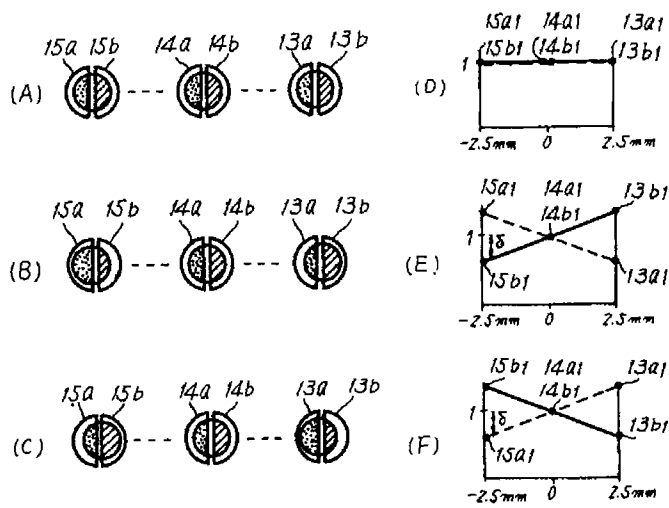 15a 15b 14a 14b 13a 13b
(A)
15a1 14a1 13a1
(15b1 (14b1 (13b1
(D)
1
-2.5mm 0 2.5mm
15a 15b 14a 14b 13a 13b
(B)
15a1 14a1 13b1
14b1
(E)
1 δ
15b1 13a1
-2.5mm 0 2.5mm
15a 15b 14a 14b 13a 13b
(C)
15b1 14a1 13a1
14b1
(F)
1 δ
15a1 13b1
-2.5mm 0 2.5mm